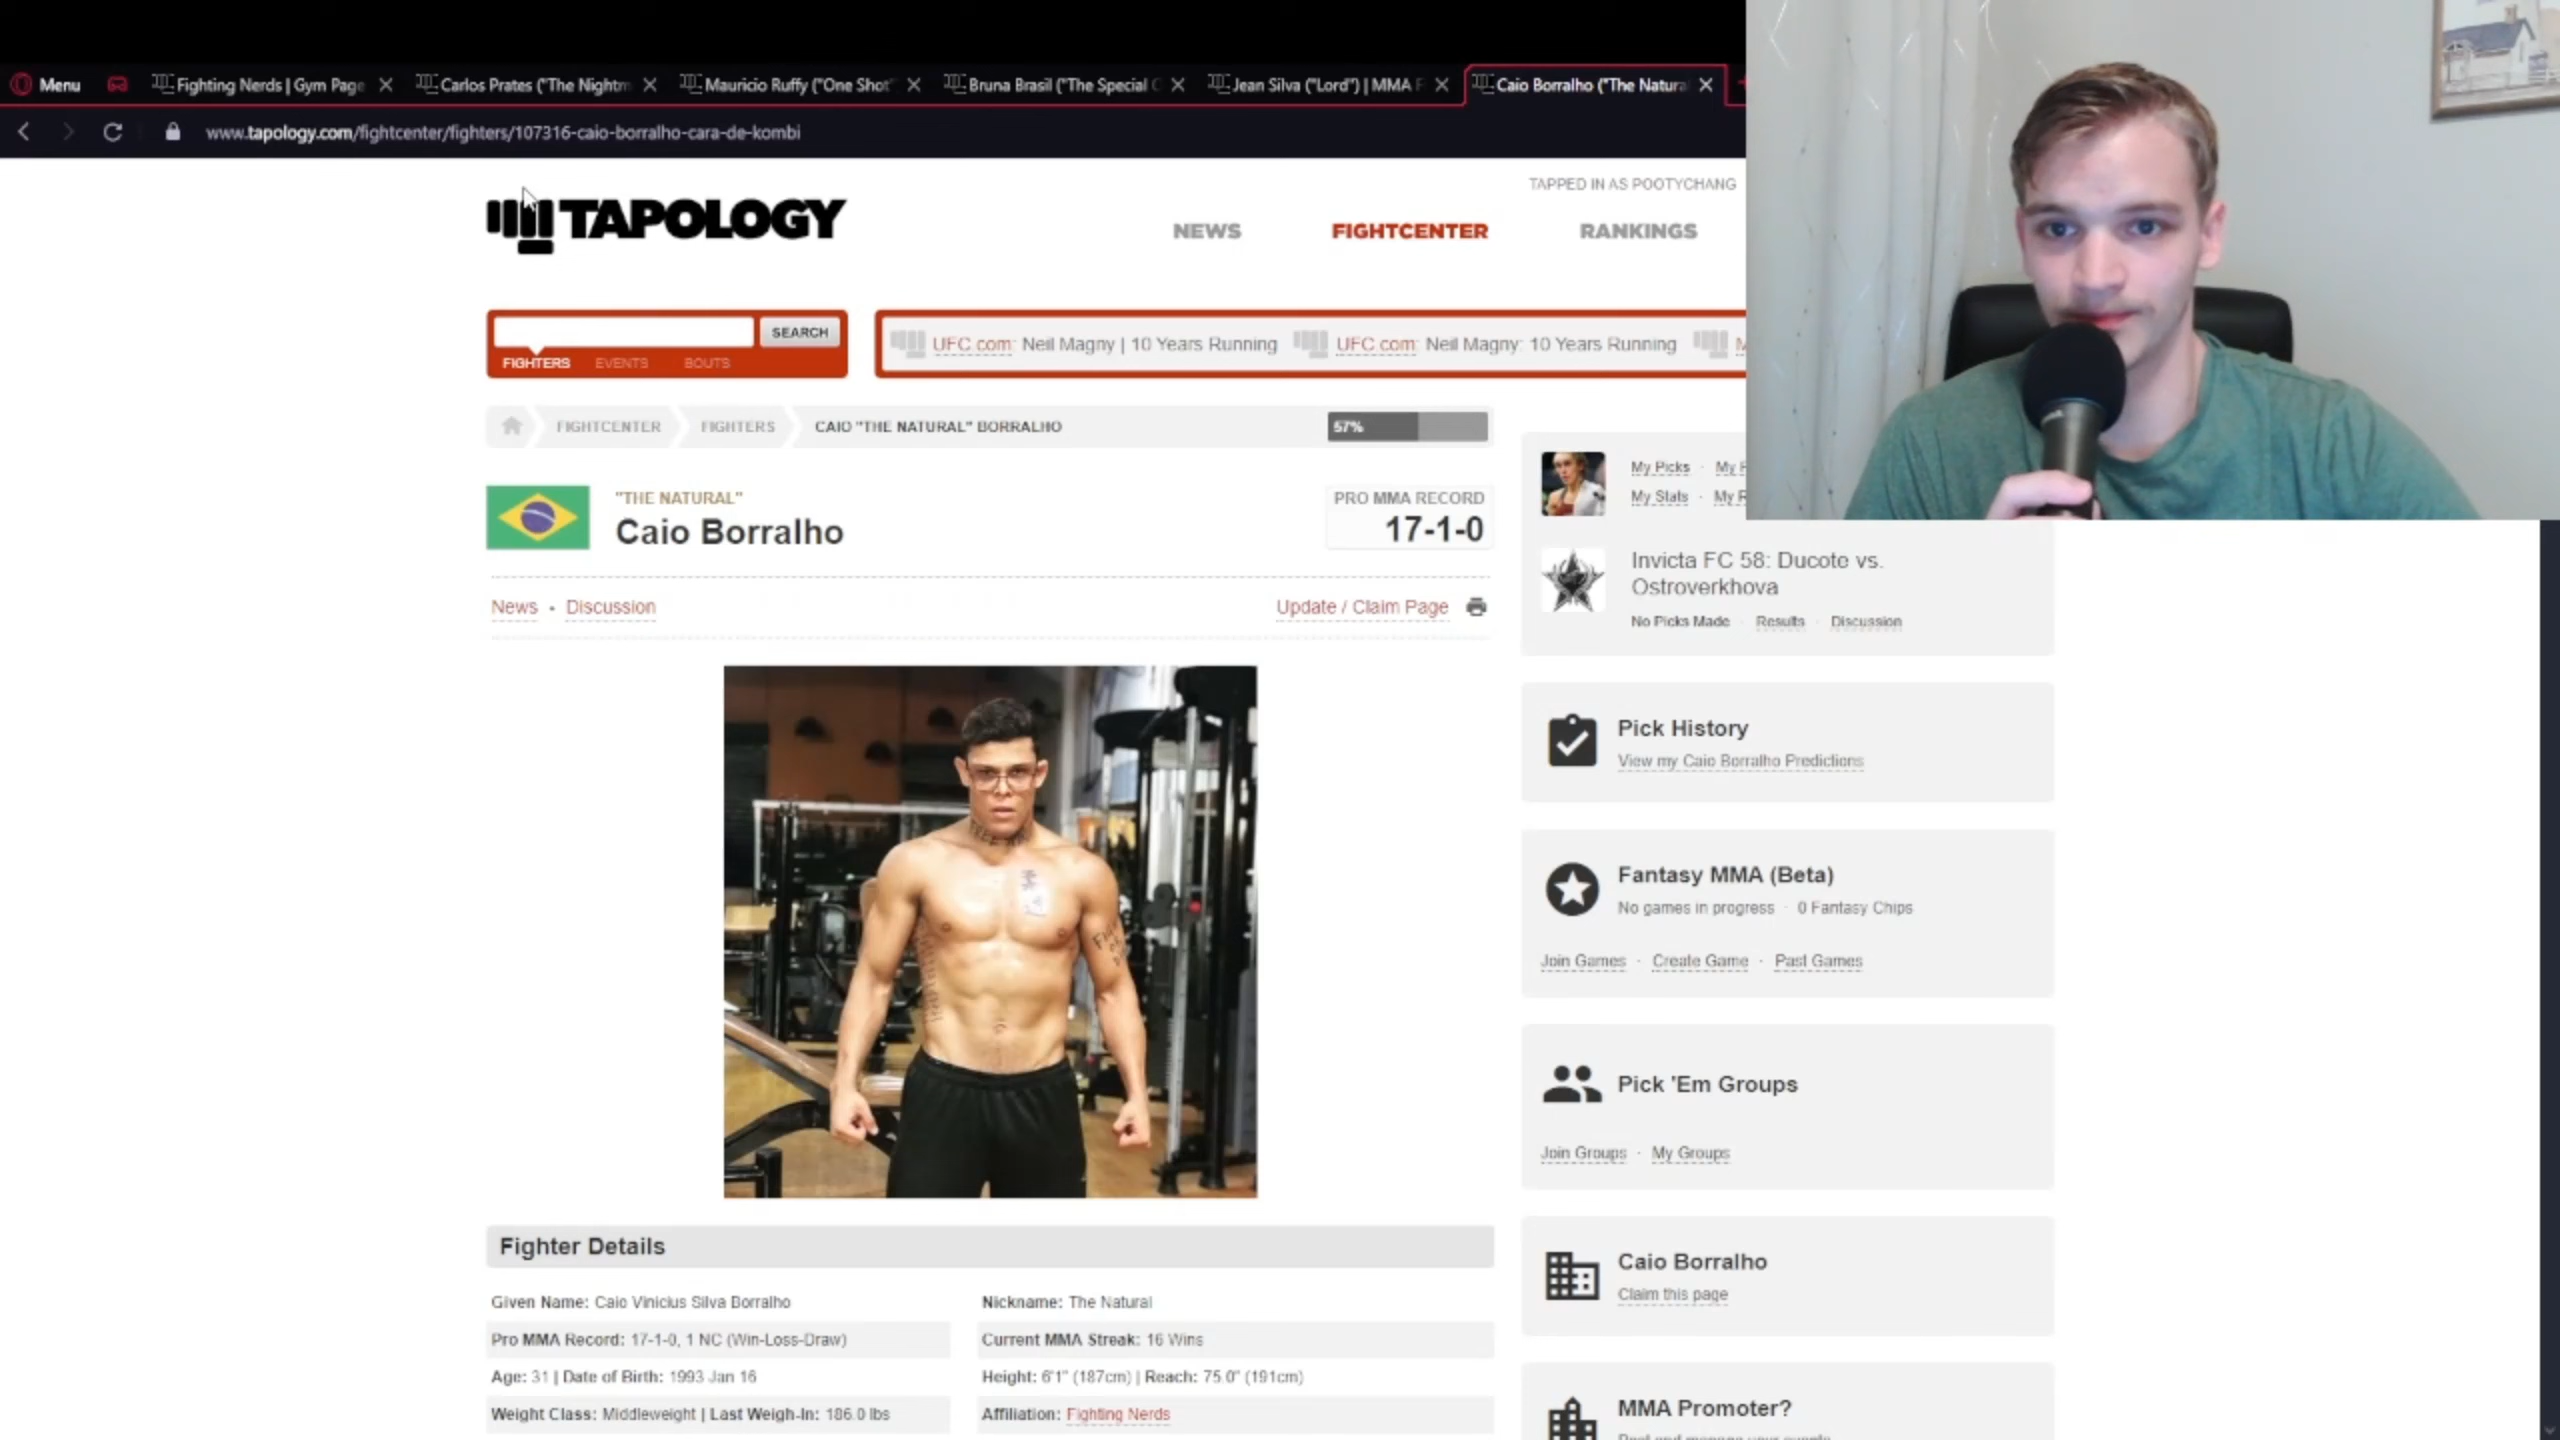 Menu
Fighting Nerds | Gym Page
Carlos Prates ("The Nightm
Mauricio Ruffy ("One Shot"
Bruna Brasil ("The Special
Jean Silva ("Lord") | MMA F
Caio Borralho ("The Natura
www.tapology.com/fightcenter/fighters/107316-caio-borralho-cara-de-kombi
TAPPED IN AS POOTYCHANG
TAPOLOGY
NEWS
FIGHTCENTER
RANKINGS
SEARCH
FIGHTERS
EVENTS
BOUTS
UFC.com: Neil Magny | 10 Years Running
UFC.com: Neil Magny: 10 Years Running
FIGHTCENTER
FIGHTERS
CAIO "THE NATURAL" BORRALHO
57%
"THE NATURAL"
Caio Borralho
PRO MMA RECORD
17-1-0
News • Discussion
Update / Claim Page
My Picks
My Stats
Invicta FC 58: Ducote vs.
Ostroverkhova
No Picks Made · Results · Discussion
Pick History
View my Caio Borralho Predictions
Fantasy MMA (Beta)
No games in progress · 0 Fantasy Chips
Join Games · Create Game · Past Games
Pick 'Em Groups
Join Groups · My Groups
Caio Borralho
Claim this page
MMA Promoter?
Fighter Details
Given Name: Caio Vinicius Silva Borralho
Nickname: The Natural
Pro MMA Record: 17-1-0, 1 NC (Win-Loss-Draw)
Current MMA Streak: 16 Wins
Age: 31 | Date of Birth: 1993 Jan 16
Height: 6'1" (187cm) | Reach: 75.0" (191cm)
Weight Class: Middleweight | Last Weigh-In: 186.0 lbs
Affiliation: Fighting Nerds